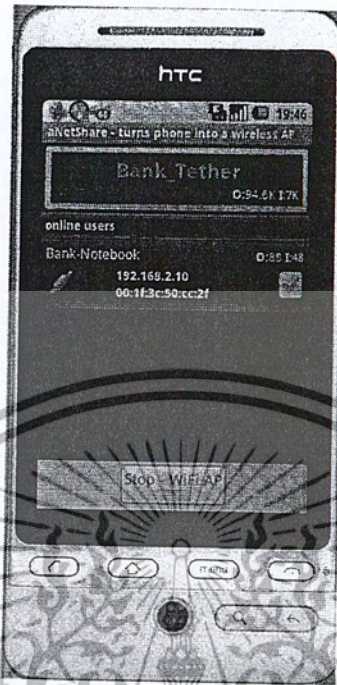 htc
19:46
aNetShare - turns phone into a wireless AP
Bank_Tether
O:94.6K I:7K
online users
Bank-Notebook O:85 I:48
192.168.2.10
00:1f:3c:50:cc:2f
Stop - WiFi AP
MENU